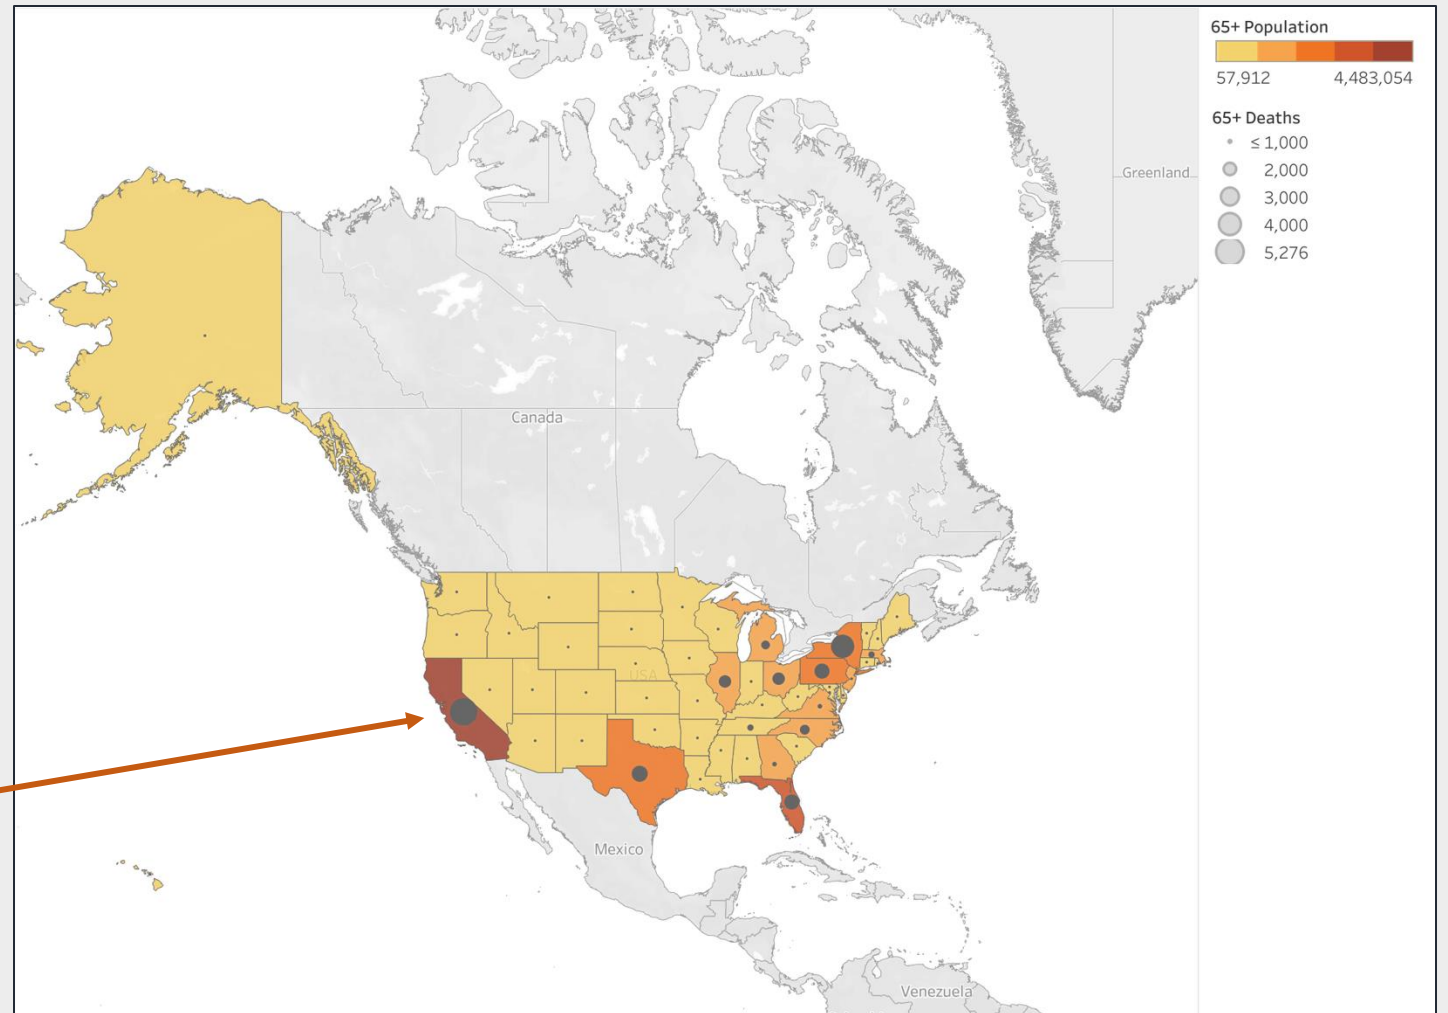 65+ Population
57,912 4,483,054
65+ Deaths
≤ 1,000
2,000
3,000
4,000
5,276
Greenland
Canada
USA
Mexico
Venezuela